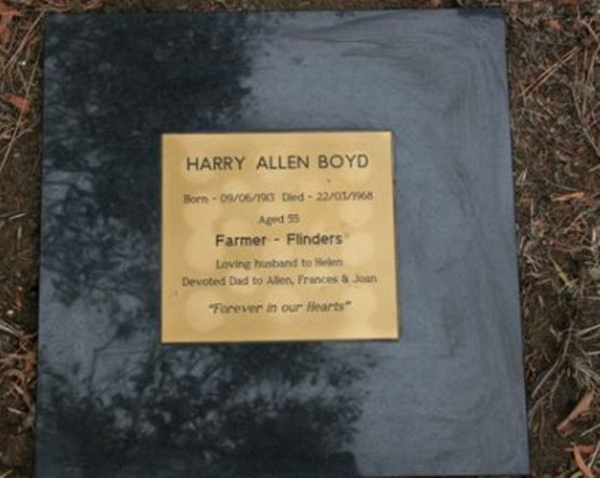 HARRY ALLEN BOYD
Born - 09/06/1913 Died - 22/03/1968
Aged 55
Farmer - Flinders
Loving husband to Helen
Devoted Dad to Allen, Frances & Joan
"Forever in our Hearts"